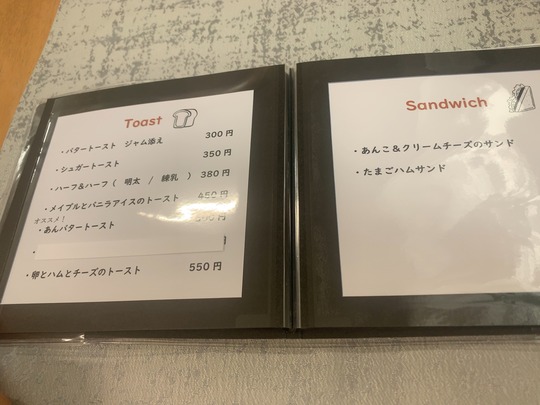 Toast
・バタートースト ジャム添え 300円
・シュガートースト 350円
・ハーフ&ハーフ( 明太 / 練乳 ) 380円
・メイプルとバニラアイスのトースト 450円
オススメ!
・あんバタートースト
・卵とハムとチーズのトースト 550円
Sandwich
・あんこ&クリームチーズのサンド
・たまごハムサンド